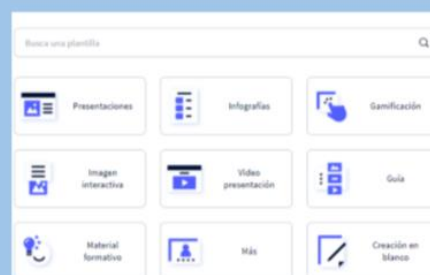 Busca una plantilla
Presentaciones
Infografías
Gamificación
Imagen
interactiva
Video
presentación
Guía
Material
formativo
Más
Creación en
blanco